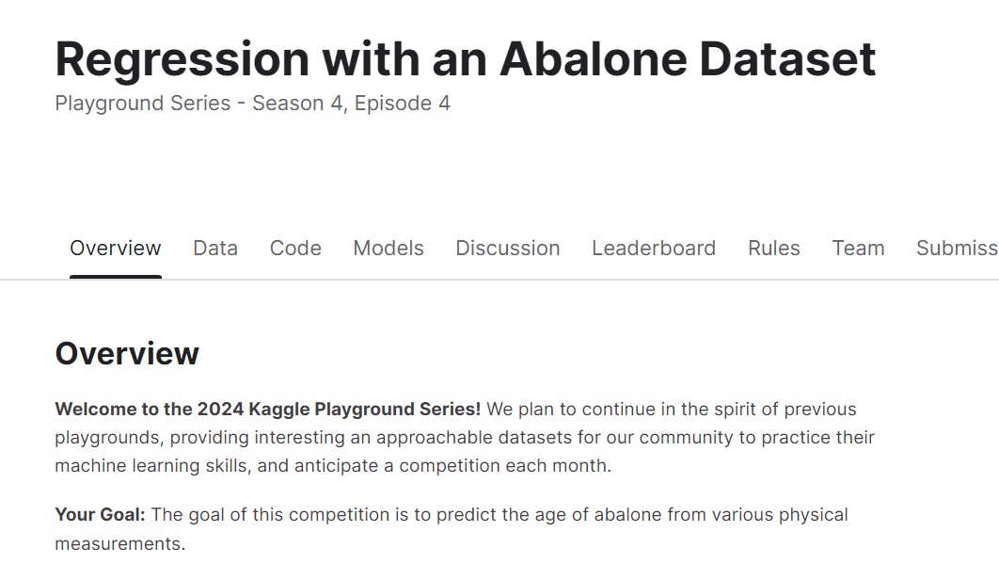 Regression with an Abalone Dataset
Playground Series - Season 4, Episode 4
Overview Data Code Models Discussion Leaderboard Rules Team Submiss
Overview
Welcome to the 2024 Kaggle Playground Series! We plan to continue in the spirit of previous
playgrounds, providing interesting an approachable datasets for our community to practice their
machine learning skills, and anticipate a competition each month.
Your Goal: The goal of this competition is to predict the age of abalone from various physical
measurements.